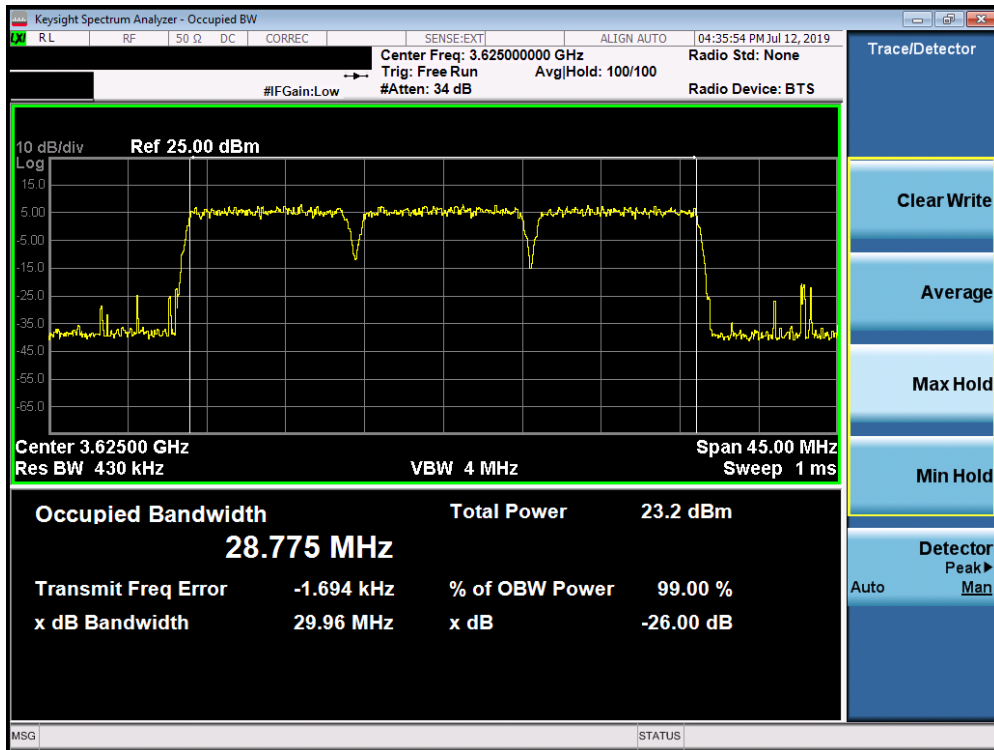 Keysight Spectrum Analyzer - Occupied BW
LXI RL RF 50 Ω DC CORREC SENSE:EXT ALIGN AUTO 04:35:54 PM Jul 12, 2019
Center Freq: 3.625000000 GHz Radio Std: None
Trig: Free Run Avg|Hold: 100/100
#IFGain:Low #Atten: 34 dB Radio Device: BTS
10 dB/div Ref 25.00 dBm
Log
15.0
5.00
-5.00
-15.0
-25.0
-35.0
-45.0
-55.0
-65.0
Center 3.62500 GHz Span 45.00 MHz
Res BW 430 kHz VBW 4 MHz Sweep 1 ms
Occupied Bandwidth Total Power 23.2 dBm
28.775 MHz
Transmit Freq Error -1.694 kHz % of OBW Power 99.00 %
x dB Bandwidth 29.96 MHz x dB -26.00 dB
MSG STATUS
Trace/Detector
Clear Write
Average
Max Hold
Min Hold
Detector
Peak▶
Auto Man